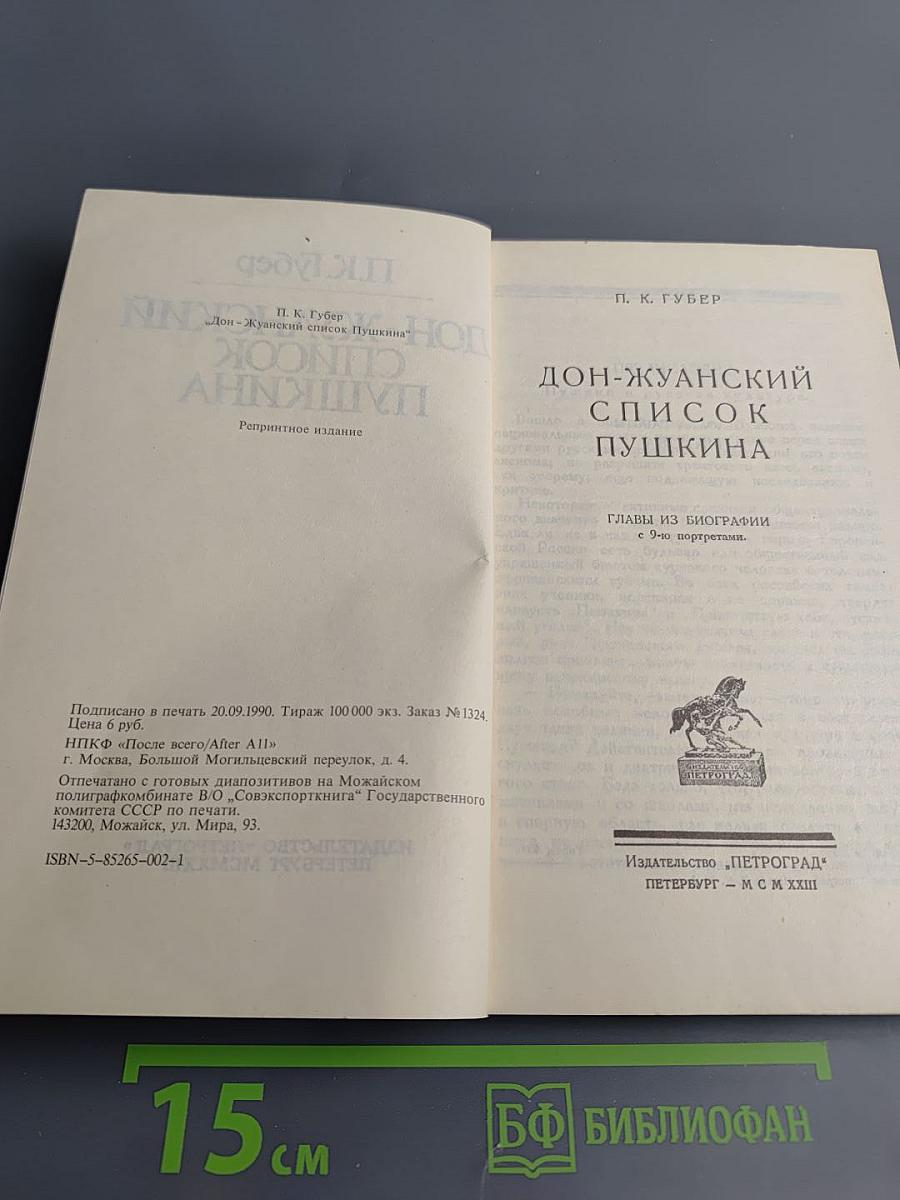 П. К. Губер
„Дон-Жуанский список Пушкина“
Репринтное издание
Подписано в печать 20.09.1990. Тираж 100 000 экз. Заказ № 1324.
Цена 6 руб.
НПКФ «После всего/After All»
г. Москва, Большой Могильцевский переулок, д. 4.
Отпечатано с готовых диапозитивов на Можайском
полиграфкомбинате В/О „Совэкспорткнига“ Государственного
комитета СССР по печати.
143200, Можайск, ул. Мира, 93.
ISBN-5-85265-002-1
П. К. ГУБЕР
ДОН-ЖУАНСКИЙ
СПИСОК
ПУШКИНА
ГЛАВЫ ИЗ БИОГРАФИИ
с 9-ю портретами.
ИЗДАТЕЛЬСТВО
ПЕТРОГРАД
Издательство „ПЕТРОГРАД“
ПЕТЕРБУРГ — M C M XXIII
15 см
БФ БИБЛИОФАН